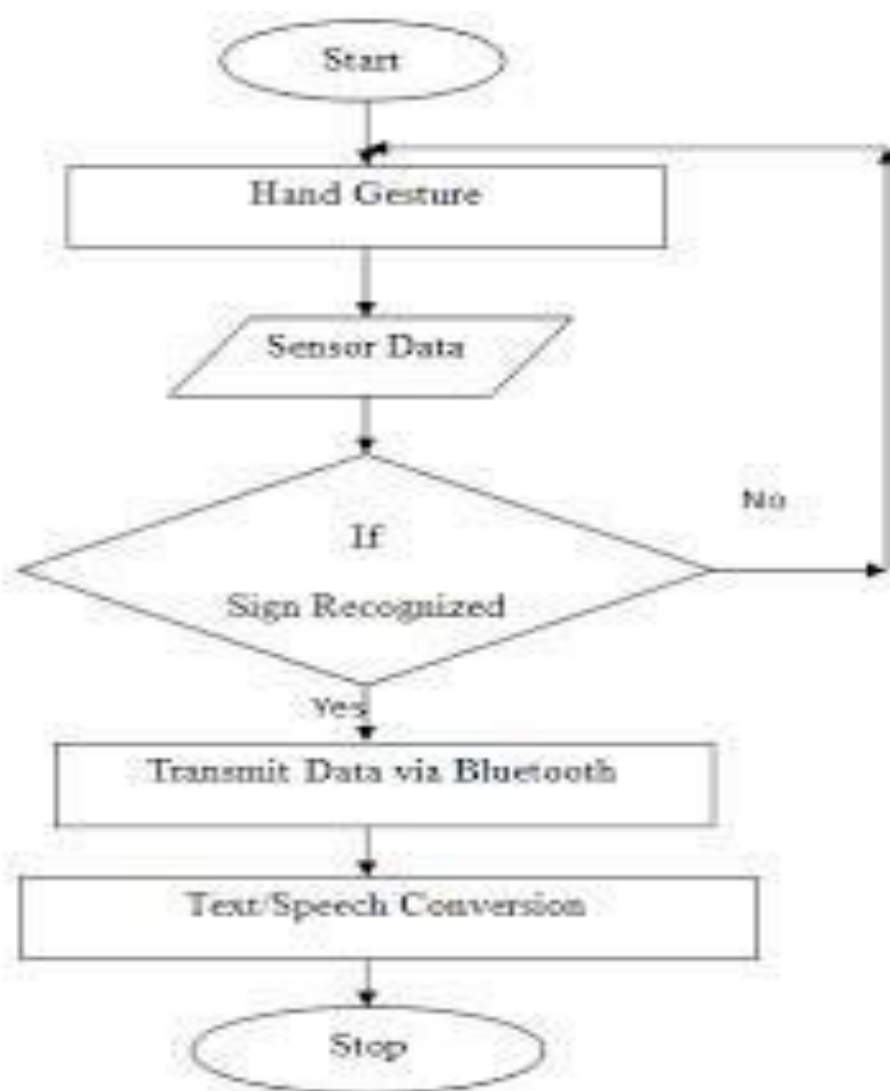 Start
Hand Gesture
Sensor Data
If
No
Sign Recognized
Yes
Transmit Data via Bluetooth
Text/Speech Conversion
Stop